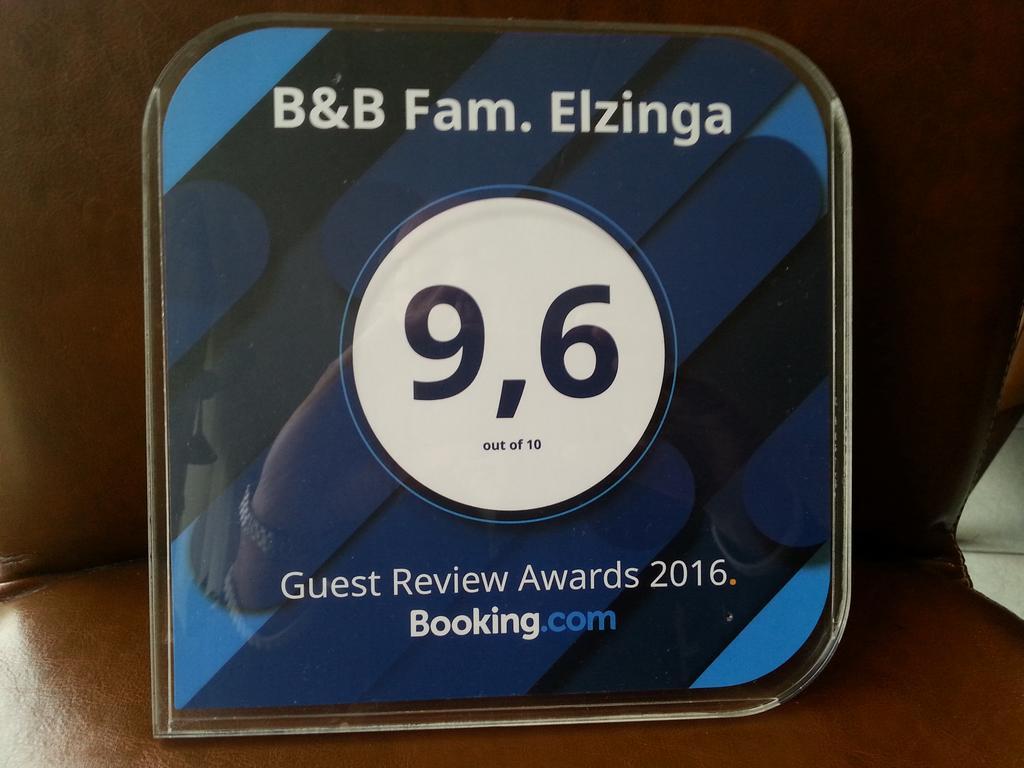 B&B Fam. Elzinga
9,6
out of 10
Guest Review Awards 2016.
Booking.com